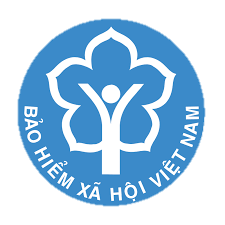 BẢO HIỂM XÃ HỘI VIỆT NAM